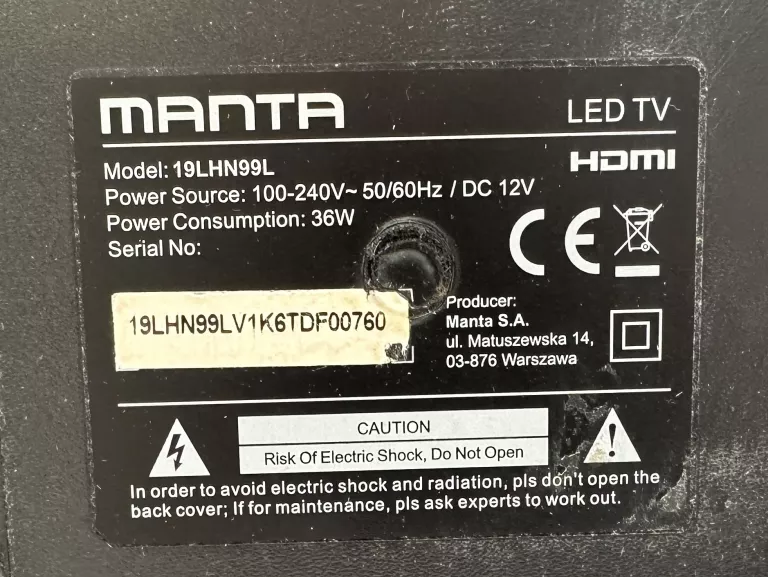 MANTA
LED TV
HDMI
Model: 19LHN99L
Power Source: 100-240V~ 50/60Hz / DC 12V
Power Consumption: 36W
Serial No:
CE
19LHN99LV1K6TDF00760
Producer:
Manta S.A.
ul. Matuszewska 14,
03-876 Warszawa
CAUTION
Risk Of Electric Shock, Do Not Open
In order to avoid electric shock and radiation, pls don't open the
back cover; If for maintenance, pls ask experts to work out.